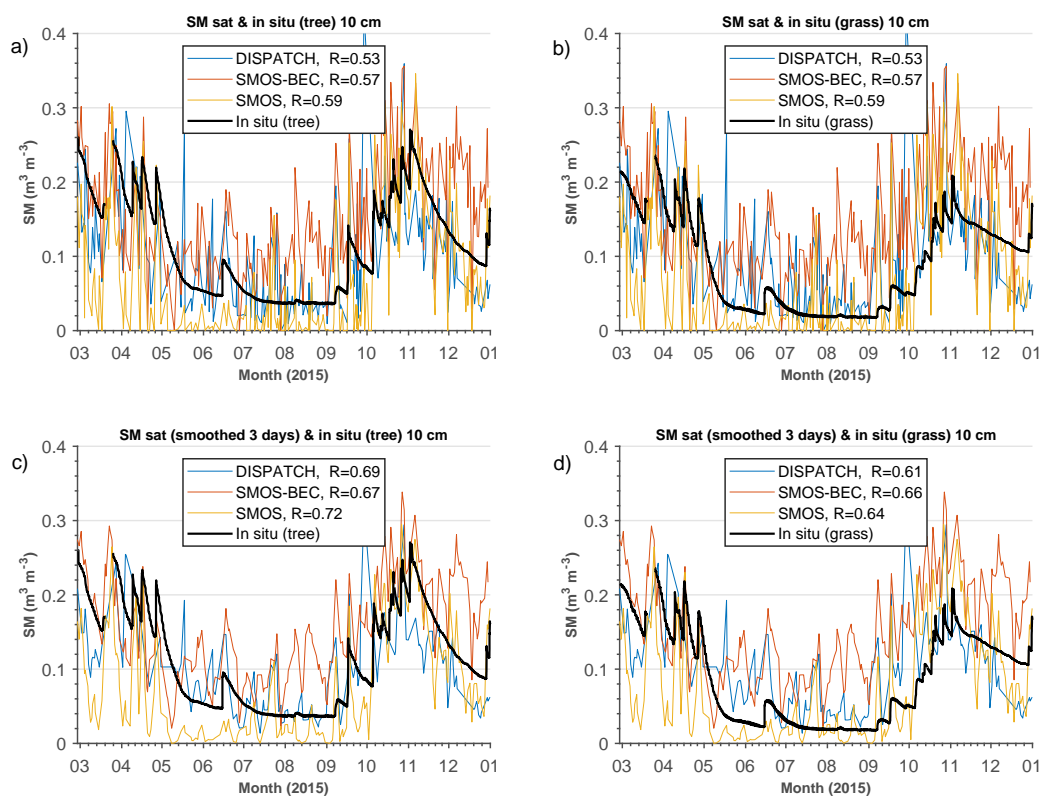 SM sat & in situ (tree) 10 cm
a)
DISPATCH, R=0.53
SMOS-BEC, R=0.57
SMOS, R=0.59
In situ (tree)
SM (m³ m⁻³)
0.4
0.3
0.2
0.1
0
03 04 05 06 07 08 09 10 11 12 01
Month (2015)
SM sat & in situ (grass) 10 cm
b)
DISPATCH, R=0.53
SMOS-BEC, R=0.57
SMOS, R=0.59
In situ (grass)
SM (m³ m⁻³)
0.4
0.3
0.2
0.1
0
03 04 05 06 07 08 09 10 11 12 01
Month (2015)
SM sat (smoothed 3 days) & in situ (tree) 10 cm
c)
DISPATCH, R=0.69
SMOS-BEC, R=0.67
SMOS, R=0.72
In situ (tree)
SM (m³ m⁻³)
0.4
0.3
0.2
0.1
0
03 04 05 06 07 08 09 10 11 12 01
Month (2015)
SM sat (smoothed 3 days) & in situ (grass) 10 cm
d)
DISPATCH, R=0.61
SMOS-BEC, R=0.66
SMOS, R=0.64
In situ (grass)
SM (m³ m⁻³)
0.4
0.3
0.2
0.1
0
03 04 05 06 07 08 09 10 11 12 01
Month (2015)